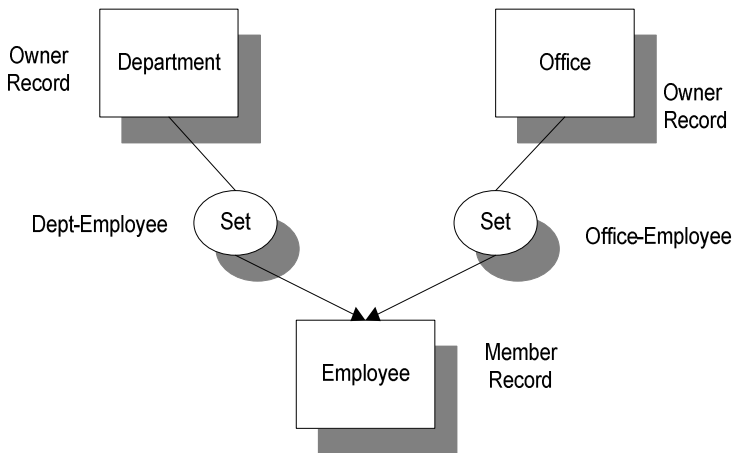 Owner
Record
Department
Office
Owner
Record
Dept-Employee
Set
Set
Office-Employee
Employee
Member
Record